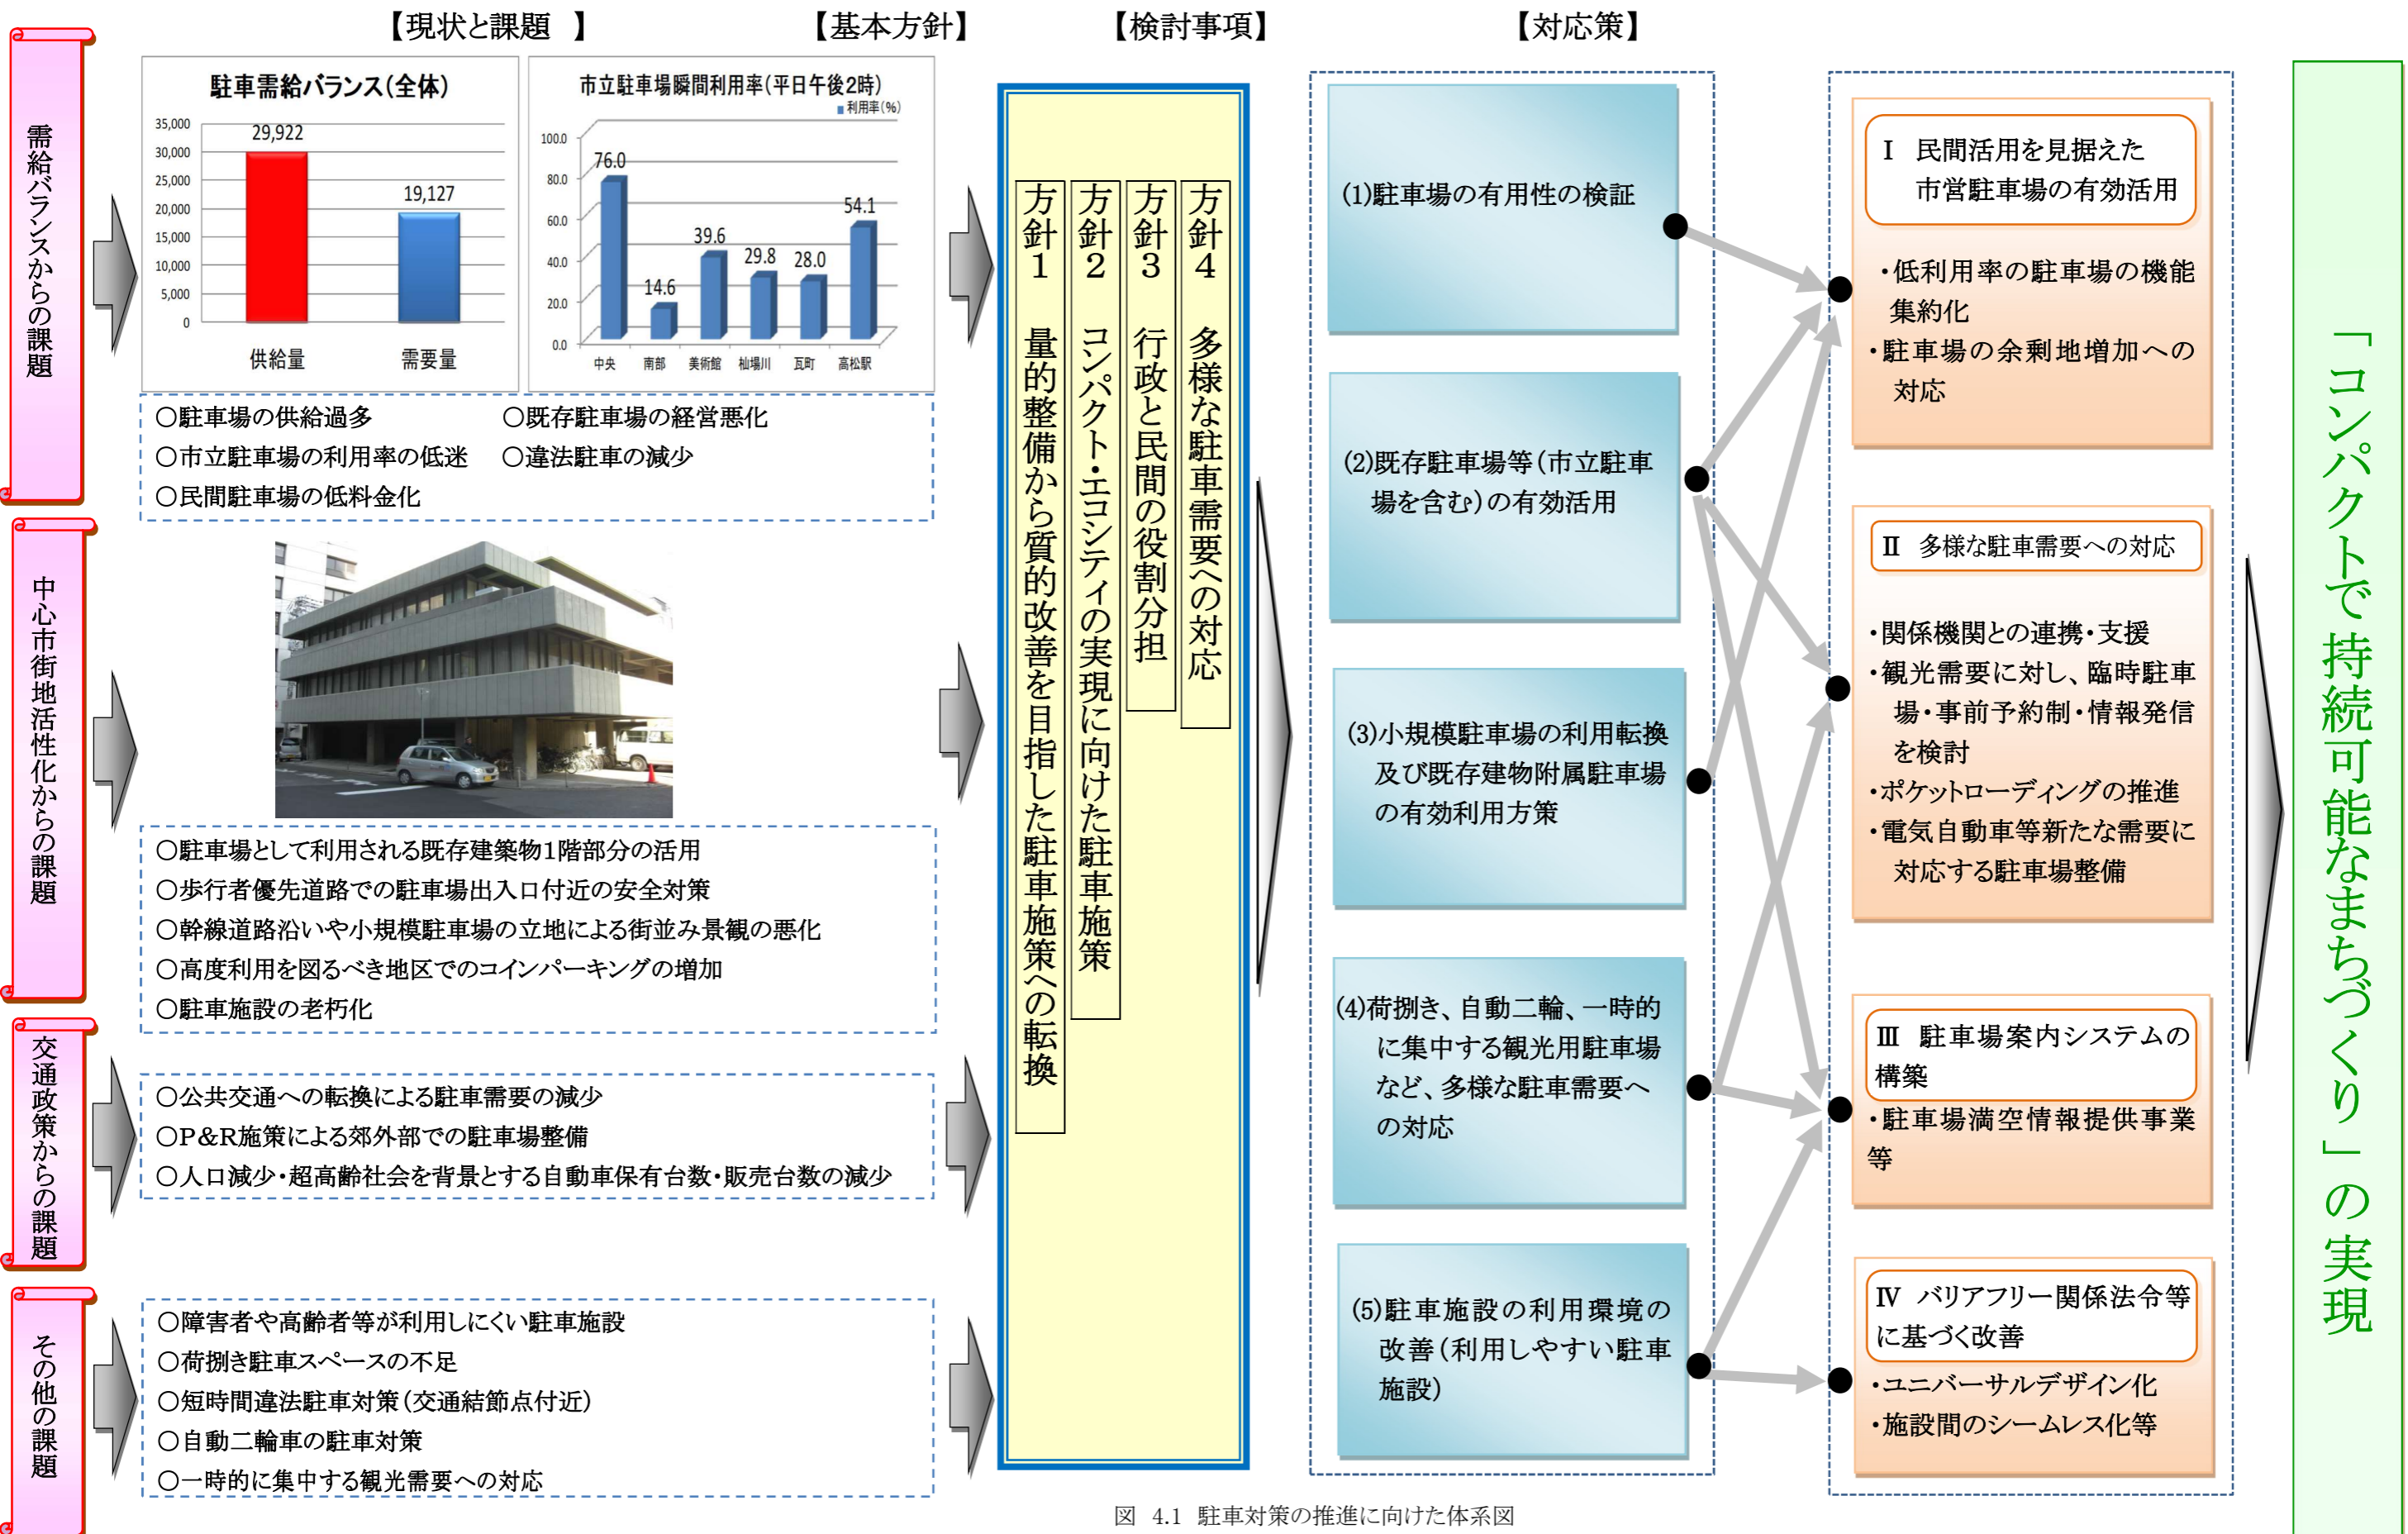 【現状と課題 】
【基本方針】
【検討事項】
【対応策】
需給バランスからの課題
駐車需給バランス(全体)
35,000
30,000
25,000
20,000
15,000
10,000
5,000
0
29,922
19,127
供給量
需要量
市立駐車場瞬間利用率(平日午後2時)
利用率(%)
100.0
80.0
60.0
40.0
20.0
0.0
76.0
14.6
39.6
29.8
28.0
54.1
中央
南部
美術館
杣場川
瓦町
高松駅
○駐車場の供給過多
○既存駐車場の経営悪化
○市立駐車場の利用率の低迷
○違法駐車の減少
○民間駐車場の低料金化
中心市街地活性化からの課題
○駐車場として利用される既存建築物1階部分の活用
○歩行者優先道路での駐車場出入口付近の安全対策
○幹線道路沿いや小規模駐車場の立地による街並み景観の悪化
○高度利用を図るべき地区でのコインパーキングの増加
○駐車施設の老朽化
交通政策からの課題
○公共交通への転換による駐車需要の減少
○P&R施策による郊外部での駐車場整備
○人口減少・超高齢社会を背景とする自動車保有台数・販売台数の減少
その他の課題
○障害者や高齢者等が利用しにくい駐車施設
○荷捌き駐車スペースの不足
○短時間違法駐車対策(交通結節点付近)
○自動二輪車の駐車対策
○一時的に集中する観光需要への対応
方針1 量的整備から質的改善を目指した駐車施策への転換
方針2 コンパクト・エコシティの実現に向けた駐車施策
方針3 行政と民間の役割分担
方針4 多様な駐車需要への対応
(1)駐車場の有用性の検証
(2)既存駐車場等(市立駐車
場を含む)の有効活用
(3)小規模駐車場の利用転換
及び既存建物附属駐車場
の有効利用方策
(4)荷捌き、自動二輪、一時的
に集中する観光用駐車場
など、多様な駐車需要へ
の対応
(5)駐車施設の利用環境の
改善(利用しやすい駐車
施設)
Ⅰ 民間活用を見据えた
市営駐車場の有効活用
・低利用率の駐車場の機能
集約化
・駐車場の余剰地増加への
対応
Ⅱ 多様な駐車需要への対応
・関係機関との連携・支援
・観光需要に対し、臨時駐車
場・事前予約制・情報発信
を検討
・ポケットローディングの推進
・電気自動車等新たな需要に
対応する駐車場整備
Ⅲ 駐車場案内システムの
構築
・駐車場満空情報提供事業
等
Ⅳ バリアフリー関係法令等
に基づく改善
・ユニバーサルデザイン化
・施設間のシームレス化等
「コンパクトで持続可能なまちづくり」の実現
図 4.1 駐車対策の推進に向けた体系図